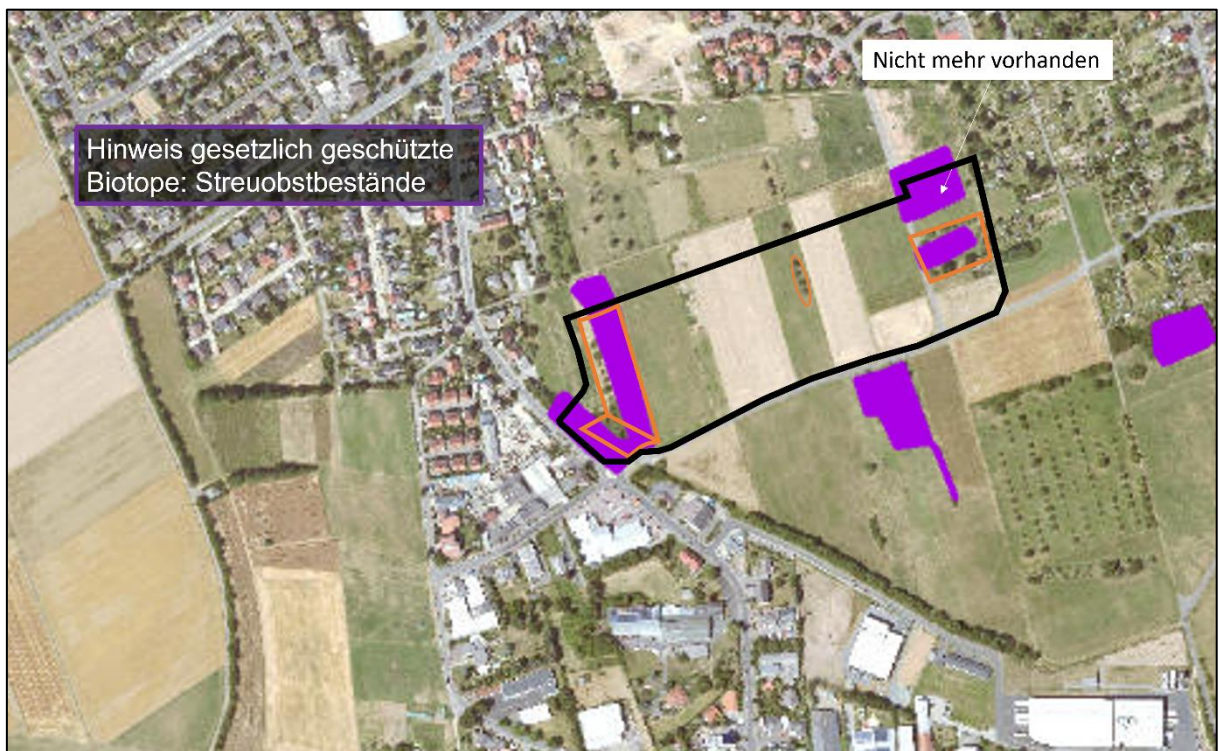 Nicht mehr vorhanden
Hinweis gesetzlich geschützte
Biotope: Streuobstbestände